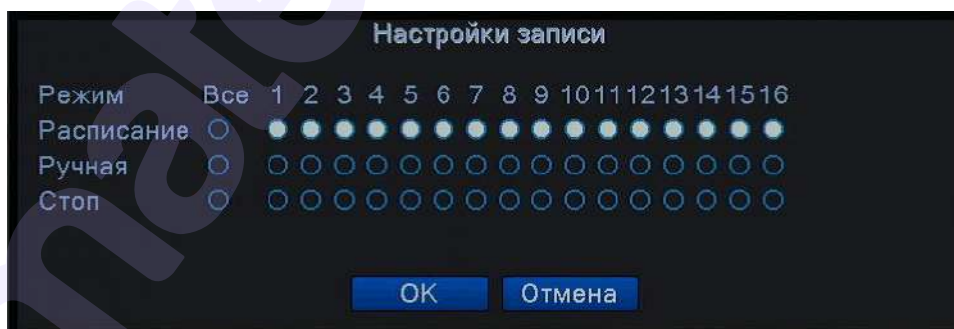 Настройки записи
Режим Все 1 2 3 4 5 6 7 8 9 10 11 12 13 14 15 16
Расписание
Ручная
Стоп
OK Отмена